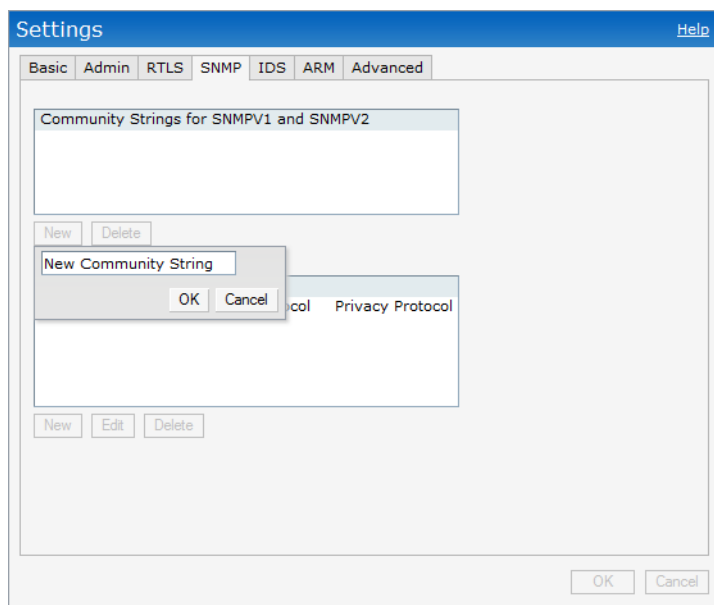 Settings
Help
Basic Admin RTLS SNMP IDS ARM Advanced
Community Strings for SNMPV1 and SNMPV2
New Delete
New Community String
OK Cancel
Privacy Protocol
New Edit Delete
OK Cancel